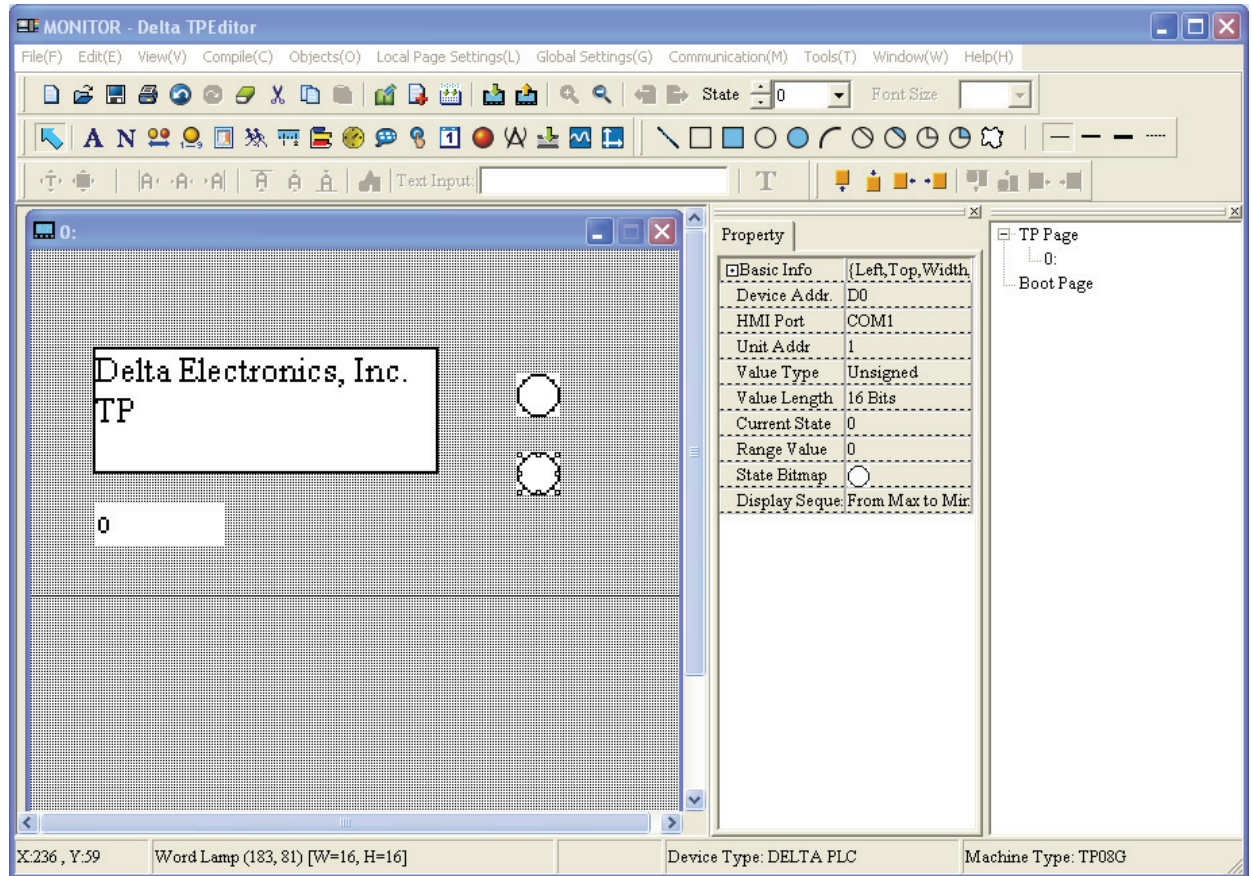 MONITOR - Delta TPEditor
File(F) Edit(E) View(V) Compile(C) Objects(O) Local Page Settings(L) Global Settings(G) Communication(M) Tools(T) Window(W) Help(H)
State 0 Font Size
A N 1
A A A A A A A Text Input: T
0:
Delta Electronics, Inc.
TP
0
Property
Basic Info {Left,Top,Width,
Device Addr. D0
HMI Port COM1
Unit Addr 1
Value Type Unsigned
Value Length 16 Bits
Current State 0
Range Value 0
State Bitmap
Display Seque: From Max to Mir
TP Page
0:
Boot Page
X:236 , Y:59 Word Lamp (183, 81) [W=16, H=16] Device Type: DELTA PLC Machine Type: TP08G